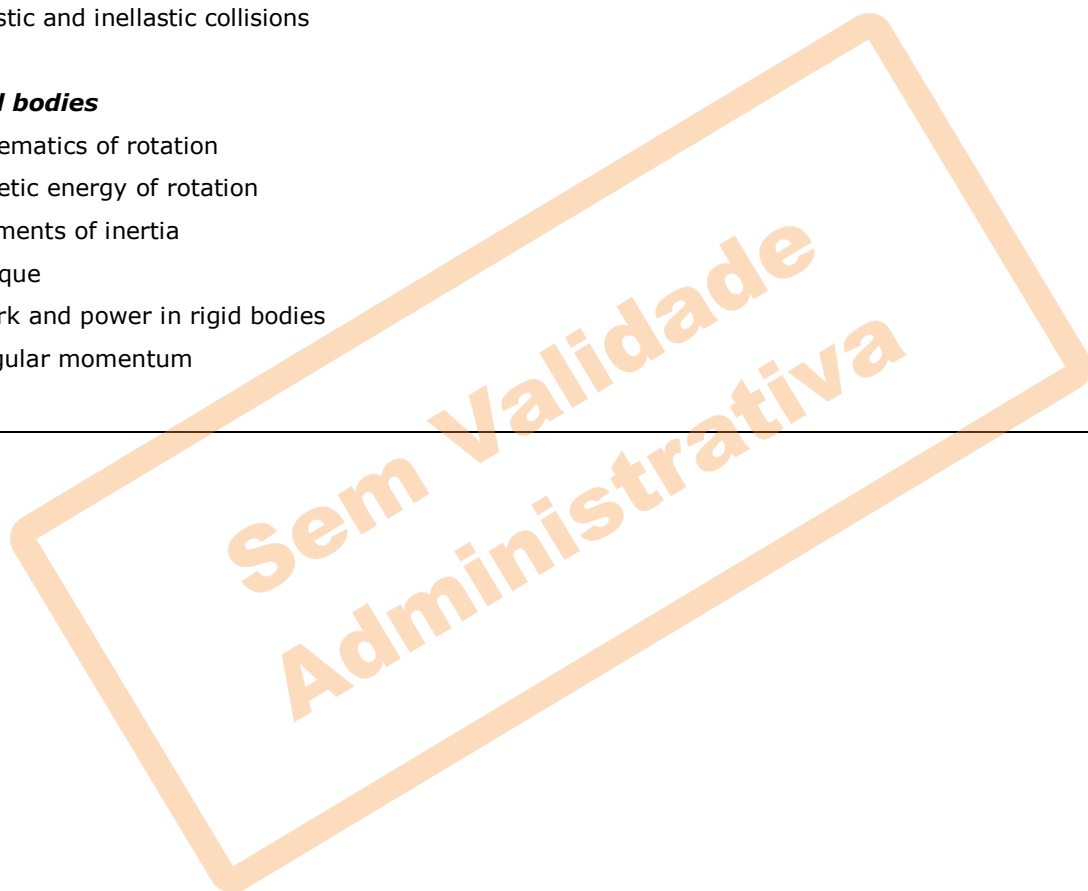 stic and inellastic collisions
l bodies
ematics of rotation
etic energy of rotation
ments of inertia
que
rk and power in rigid bodies
gular momentum
Sem Validade
Administrativa